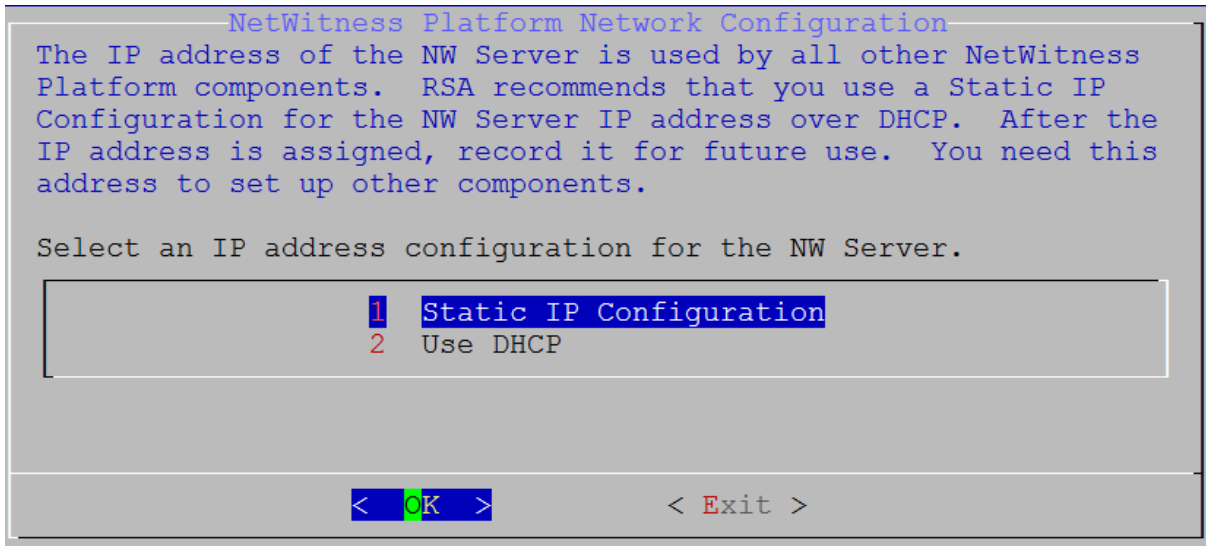 NetWitness Platform Network Configuration
The IP address of the NW Server is used by all other NetWitness
Platform components.  RSA recommends that you use a Static IP
Configuration for the NW Server IP address over DHCP.  After the
IP address is assigned, record it for future use.  You need this
address to set up other components.
Select an IP address configuration for the NW Server.
1  Static IP Configuration
2  Use DHCP
<  OK  >          < Exit >